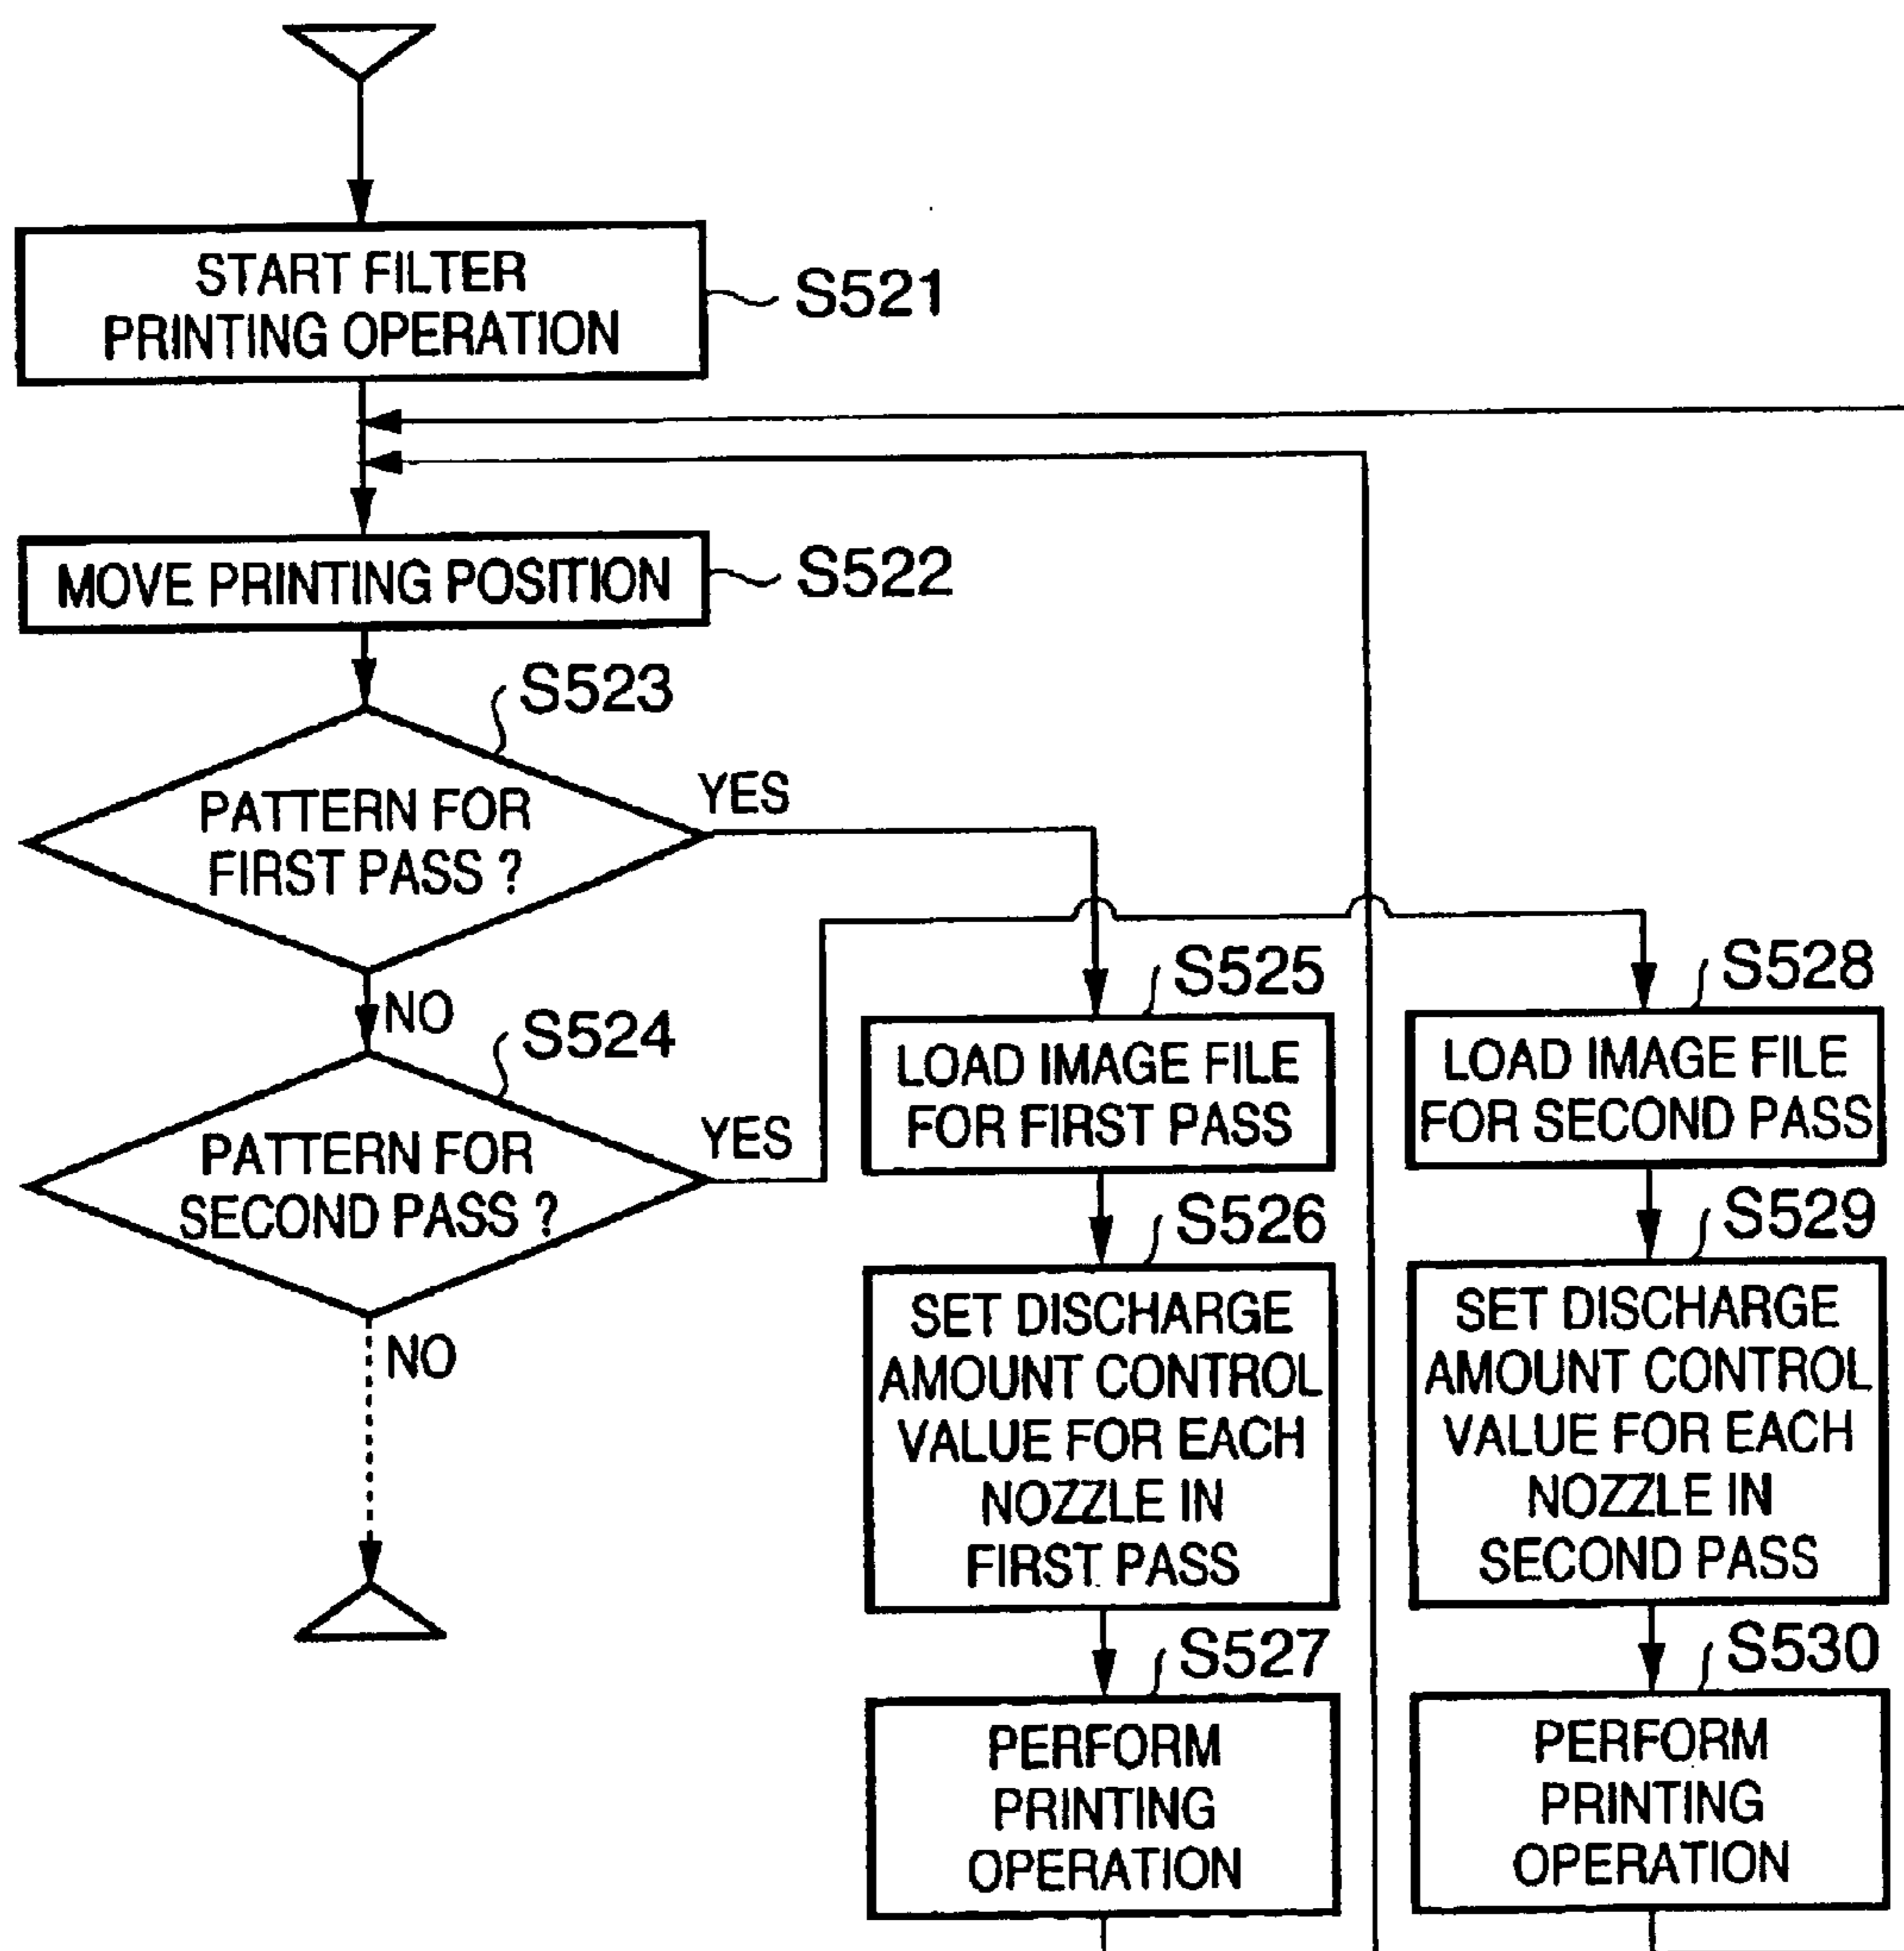 START FILTER
PRINTING OPERATION
S521
MOVE PRINTING POSITION
S522
S523
PATTERN FOR
FIRST PASS ?
YES
NO
S524
PATTERN FOR
SECOND PASS ?
YES
NO
S525
LOAD IMAGE FILE
FOR FIRST PASS
S526
SET DISCHARGE
AMOUNT CONTROL
VALUE FOR EACH
NOZZLE IN
FIRST PASS
S527
PERFORM
PRINTING
OPERATION
S528
LOAD IMAGE FILE
FOR SECOND PASS
S529
SET DISCHARGE
AMOUNT CONTROL
VALUE FOR EACH
NOZZLE IN
SECOND PASS
S530
PERFORM
PRINTING
OPERATION